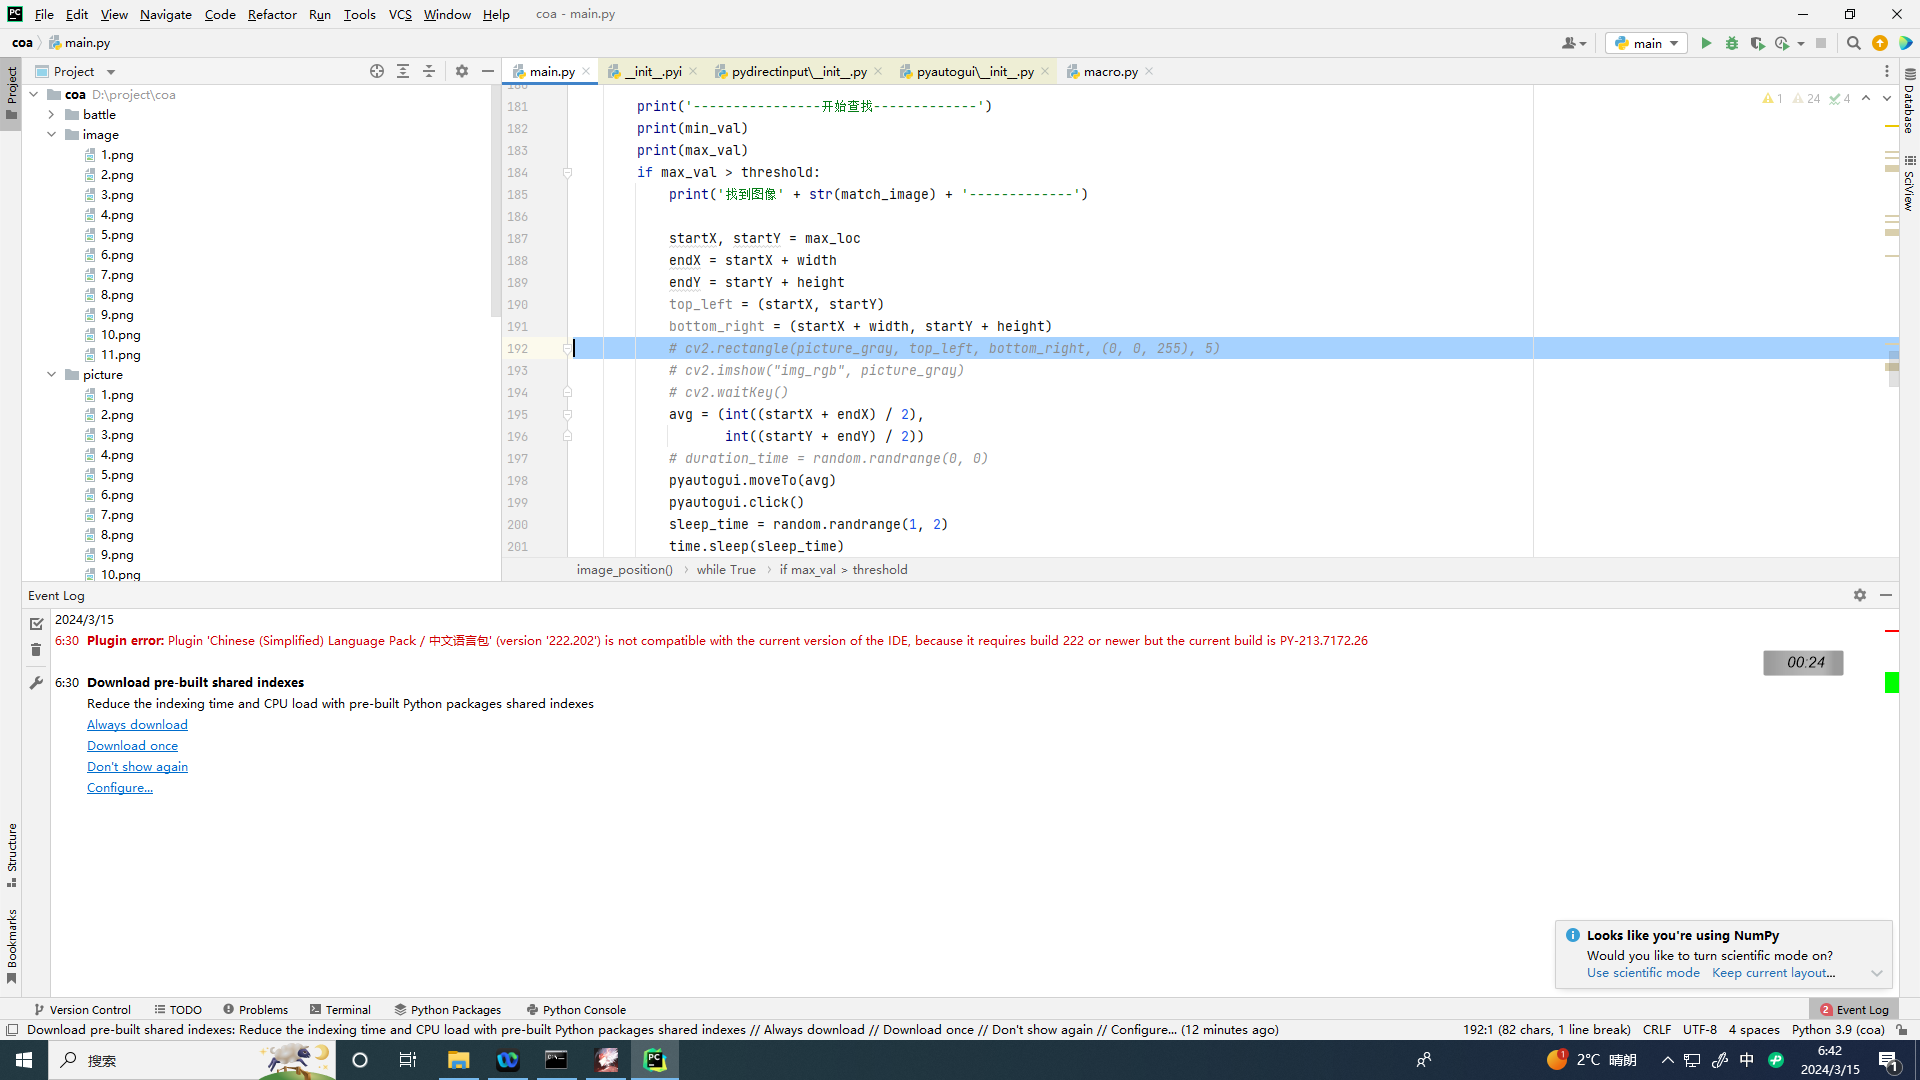 File Edit View Navigate Code Refactor Run Tools VCS Window Help coa - main.py
coa main.py
main
Project
main.py __init__.pyi pydirectinput\__init__.py pyautogui\__init__.py macro.py
Project
coa D:\project\coa
battle
image
1.png
2.png
3.png
4.png
5.png
6.png
7.png
8.png
9.png
10.png
11.png
picture
1.png
2.png
3.png
4.png
5.png
6.png
7.png
8.png
9.png
10.png
1 24 4
181 print('----------------开始查找-------------')
182 print(min_val)
183 print(max_val)
184 if max_val > threshold:
185 print('找到图像' + str(match_image) + '-------------')
186
187 startX, startY = max_loc
188 endX = startX + width
189 endY = startY + height
190 top_left = (startX, startY)
191 bottom_right = (startX + width, startY + height)
192 # cv2.rectangle(picture_gray, top_left, bottom_right, (0, 0, 255), 5)
193 # cv2.imshow("img_rgb", picture_gray)
194 # cv2.waitKey()
195 avg = (int((startX + endX) / 2),
196 int((startY + endY) / 2))
197 # duration_time = random.randrange(0, 0)
198 pyautogui.moveTo(avg)
199 pyautogui.click()
200 sleep_time = random.randrange(1, 2)
201 time.sleep(sleep_time)
image_position() while True if max_val > threshold
Database
SciView
Event Log
2024/3/15
6:30 Plugin error: Plugin 'Chinese (Simplified) Language Pack / 中文语言包' (version '222.202') is not compatible with the current version of the IDE, because it requires build 222 or newer but the current build is PY-213.7172.26
00:24
6:30 Download pre-built shared indexes
Reduce the indexing time and CPU load with pre-built Python packages shared indexes
Always download
Download once
Don't show again
Configure...
Structure
Bookmarks
Looks like you're using NumPy
Would you like to turn scientific mode on?
Use scientific mode Keep current layout...
Version Control TODO Problems Terminal Python Packages Python Console 2 Event Log
Download pre-built shared indexes: Reduce the indexing time and CPU load with pre-built Python packages shared indexes // Always download // Download once // Don't show again // Configure... (12 minutes ago) 192:1 (82 chars, 1 line break) CRLF UTF-8 4 spaces Python 3.9 (coa)
搜索 1 2°C 晴朗 中 6:42
2024/3/15 1